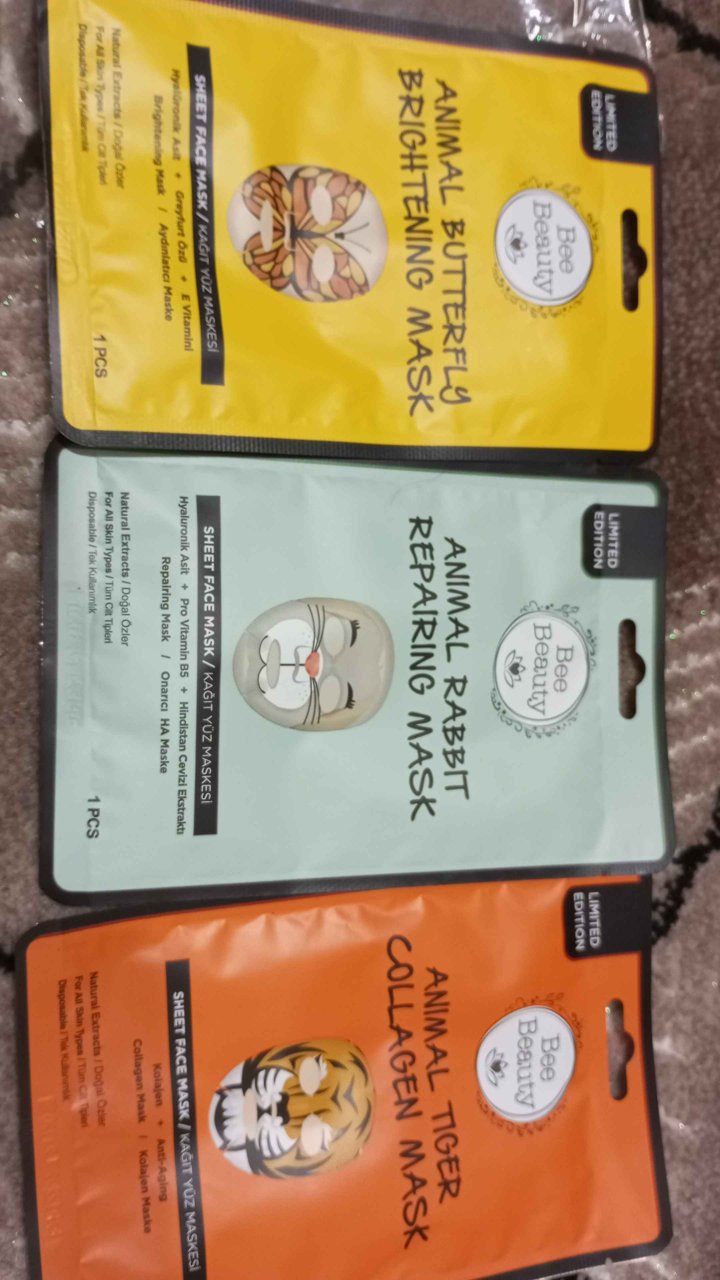 LIMITED
EDITION
Bee
Beauty
ANIMAL BUTTERFLY
BRIGHTENING MASK
SHEET FACE MASK / KAĞIT YÜZ MASKESİ
Hyalüronik Asit + Greyfurt Özü + E Vitamini
Brightening Mask / Aydınlatıcı Maske
Natural Extracts / Doğal Özler
For All Skin Types / Tüm Cilt Tipleri
Disposable / Tek Kullanımlık
1 PCS
LIMITED
EDITION
Bee
Beauty
ANIMAL RABBIT
REPAIRING MASK
SHEET FACE MASK / KAĞIT YÜZ MASKESİ
Hyaluronik Asit + Pro Vitamin B5 + Hindistan Cevizi Ekstraktı
Repairing Mask / Onarıcı HA Maske
Natural Extracts / Doğal Özler
For All Skin Types / Tüm Cilt Tipleri
Disposable / Tek Kullanımlık
1 PCS
LIMITED
EDITION
Bee
Beauty
ANIMAL TIGER
COLLAGEN MASK
SHEET FACE MASK / KAĞIT YÜZ MASKESİ
Kolajen + Anti-Aging
Collagen Mask / Kolajen Maske
Natural Extracts / Doğal Özler
For All Skin Types / Tüm Cilt Tipleri
Disposable / Tek Kullanımlık